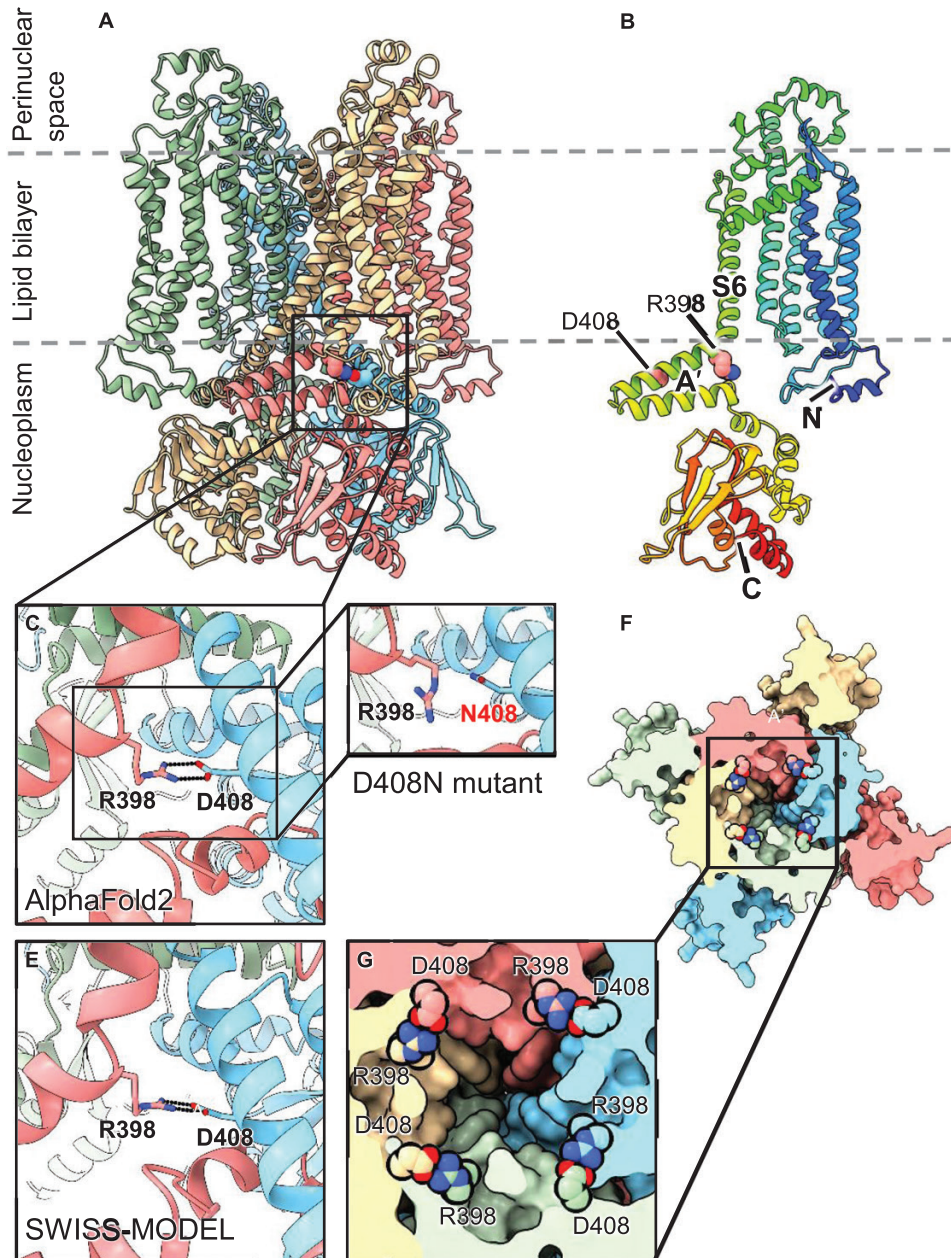 A
B
Perinuclear
space
Lipid bilayer
Nucleoplasm
S6
R398
D408
A'
N
C
C
R398
D408
AlphaFold2
R398
N408
D408N mutant
F
A
E
R398
D408
SWISS-MODEL
G
D408
R398
D408
R398
R398
D408
R398
D408